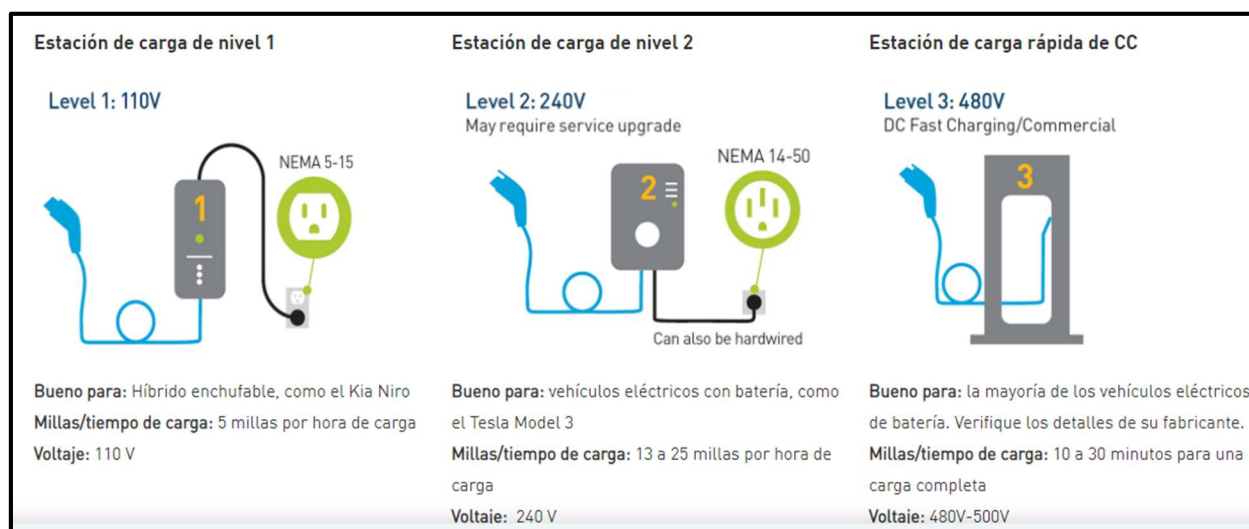 Estación de carga de nivel 1
Level 1: 110V
NEMA 5-15
1
Bueno para: Híbrido enchufable, como el Kia Niro
Millas/tiempo de carga: 5 millas por hora de carga
Voltaje: 110 V
Estación de carga de nivel 2
Level 2: 240V
May require service upgrade
NEMA 14-50
2
Can also be hardwired
Bueno para: vehículos eléctricos con batería, como
el Tesla Model 3
Millas/tiempo de carga: 13 a 25 millas por hora de
carga
Voltaje: 240 V
Estación de carga rápida de CC
Level 3: 480V
DC Fast Charging/Commercial
3
Bueno para: la mayoría de los vehículos eléctricos
de batería. Verifique los detalles de su fabricante.
Millas/tiempo de carga: 10 a 30 minutos para una
carga completa
Voltaje: 480V-500V